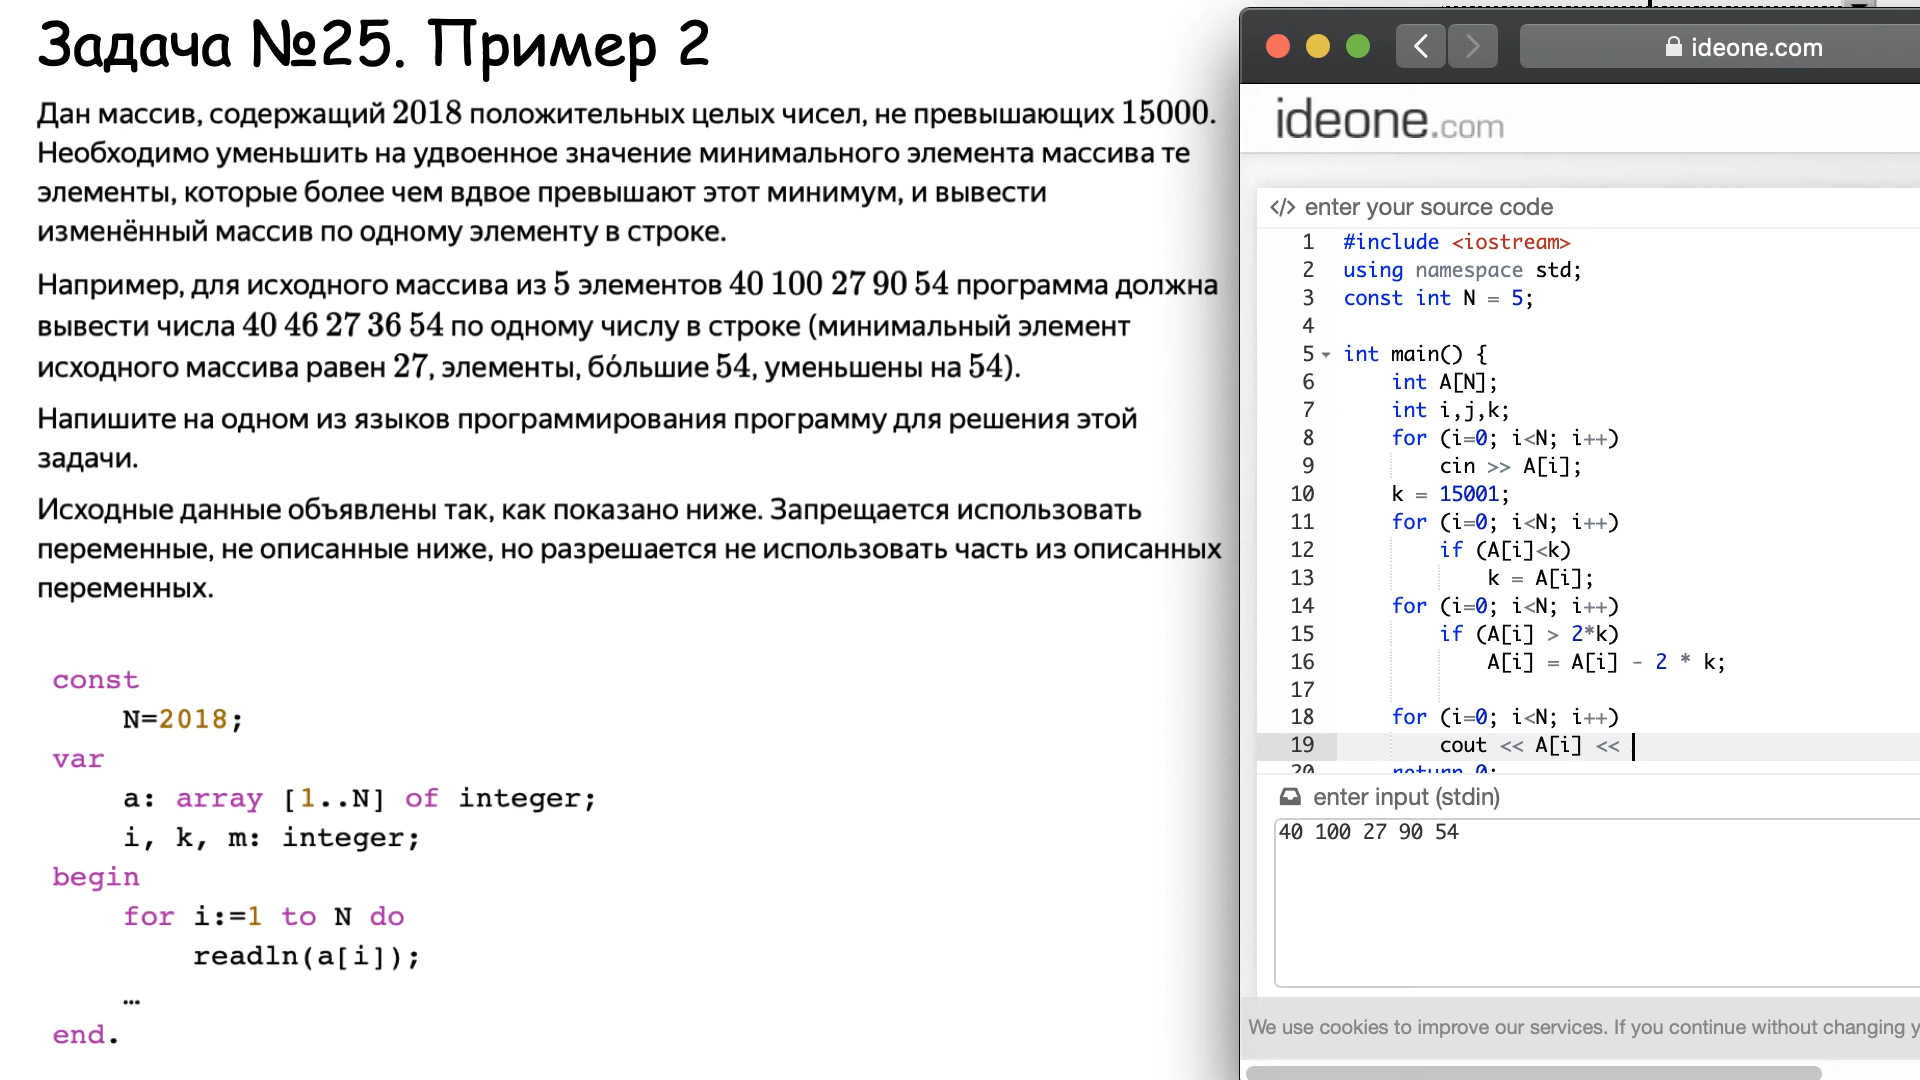 Задача №25. Пример 2
Дан массив, содержащий 2018 положительных целых чисел, не превышающих 15000.
Необходимо уменьшить на удвоенное значение минимального элемента массива те
элементы, которые более чем вдвое превышают этот минимум, и вывести
изменённый массив по одному элементу в строке.
Например, для исходного массива из 5 элементов 40 100 27 90 54 программа должна
вывести числа 40 46 27 36 54 по одному числу в строке (минимальный элемент
исходного массива равен 27, элементы, бо́льшие 54, уменьшены на 54).
Напишите на одном из языков программирования программу для решения этой
задачи.
Исходные данные объявлены так, как показано ниже. Запрещается использовать
переменные, не описанные ниже, но разрешается не использовать часть из описанных
переменных.
const
N=2018;
var
a: array [1..N] of integer;
i, k, m: integer;
begin
for i:=1 to N do
readln(a[i]);
…
end.
ideone.com
ideone.com
</> enter your source code
1 #include <iostream>
2 using namespace std;
3 const int N = 5;
4
5 int main() {
6 int A[N];
7 int i,j,k;
8 for (i=0; i<N; i++)
9 cin >> A[i];
10 k = 15001;
11 for (i=0; i<N; i++)
12 if (A[i]<k)
13 k = A[i];
14 for (i=0; i<N; i++)
15 if (A[i] > 2*k)
16 A[i] = A[i] - 2 * k;
17
18 for (i=0; i<N; i++)
19 cout << A[i] <<
20 return 0;
enter input (stdin)
40 100 27 90 54
We use cookies to improve our services. If you continue without changing y